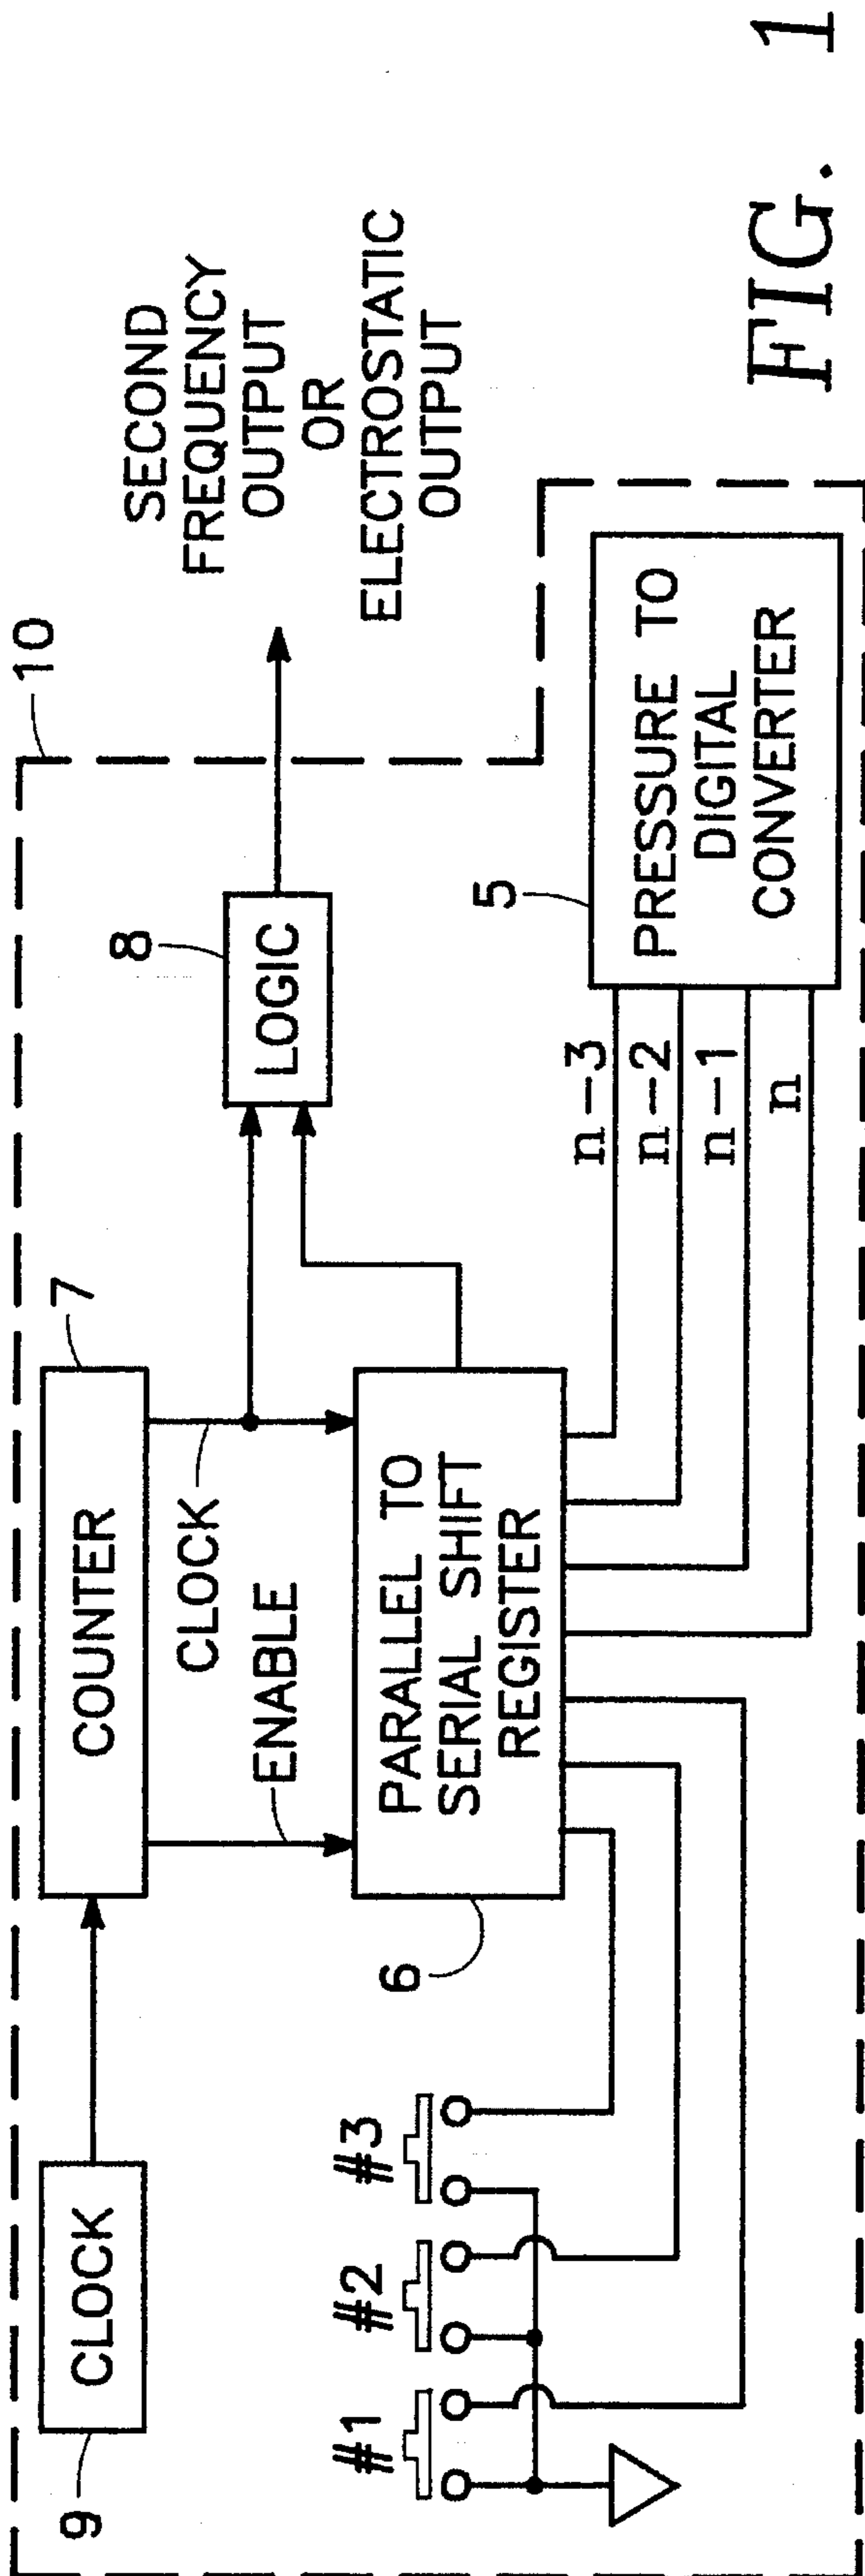 10
9
CLOCK
COUNTER
7
CLOCK
ENABLE
8
LOGIC
SECOND
FREQUENCY
OUTPUT
OR
ELECTROSTATIC
OUTPUT
#1
#2
#3
6
PARALLEL TO
SERIAL SHIFT
REGISTER
n-3
n-2
n-1
n
5
PRESSURE TO
DIGITAL
CONVERTER
FIG. 1